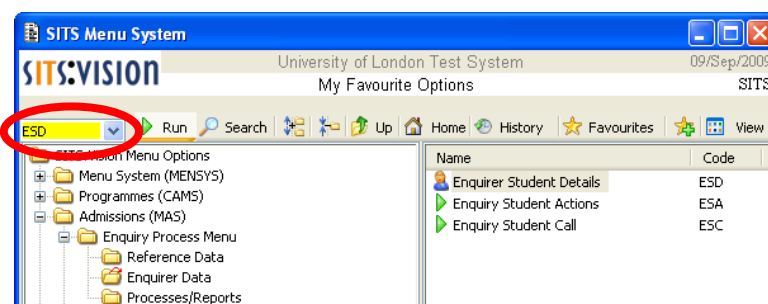 SITS Menu System
SITS:VISION
University of London Test System
09/Sep/2009
My Favourite Options
SITS
ESD
Run
Search
Up
Home
History
Favourites
View
SITS:Vision Menu Options
Menu System (MENSYS)
Programmes (CAMS)
Admissions (MAS)
Enquiry Process Menu
Reference Data
Enquirer Data
Processes/Reports
Name Code
Enquirer Student Details ESD
Enquiry Student Actions ESA
Enquiry Student Call ESC